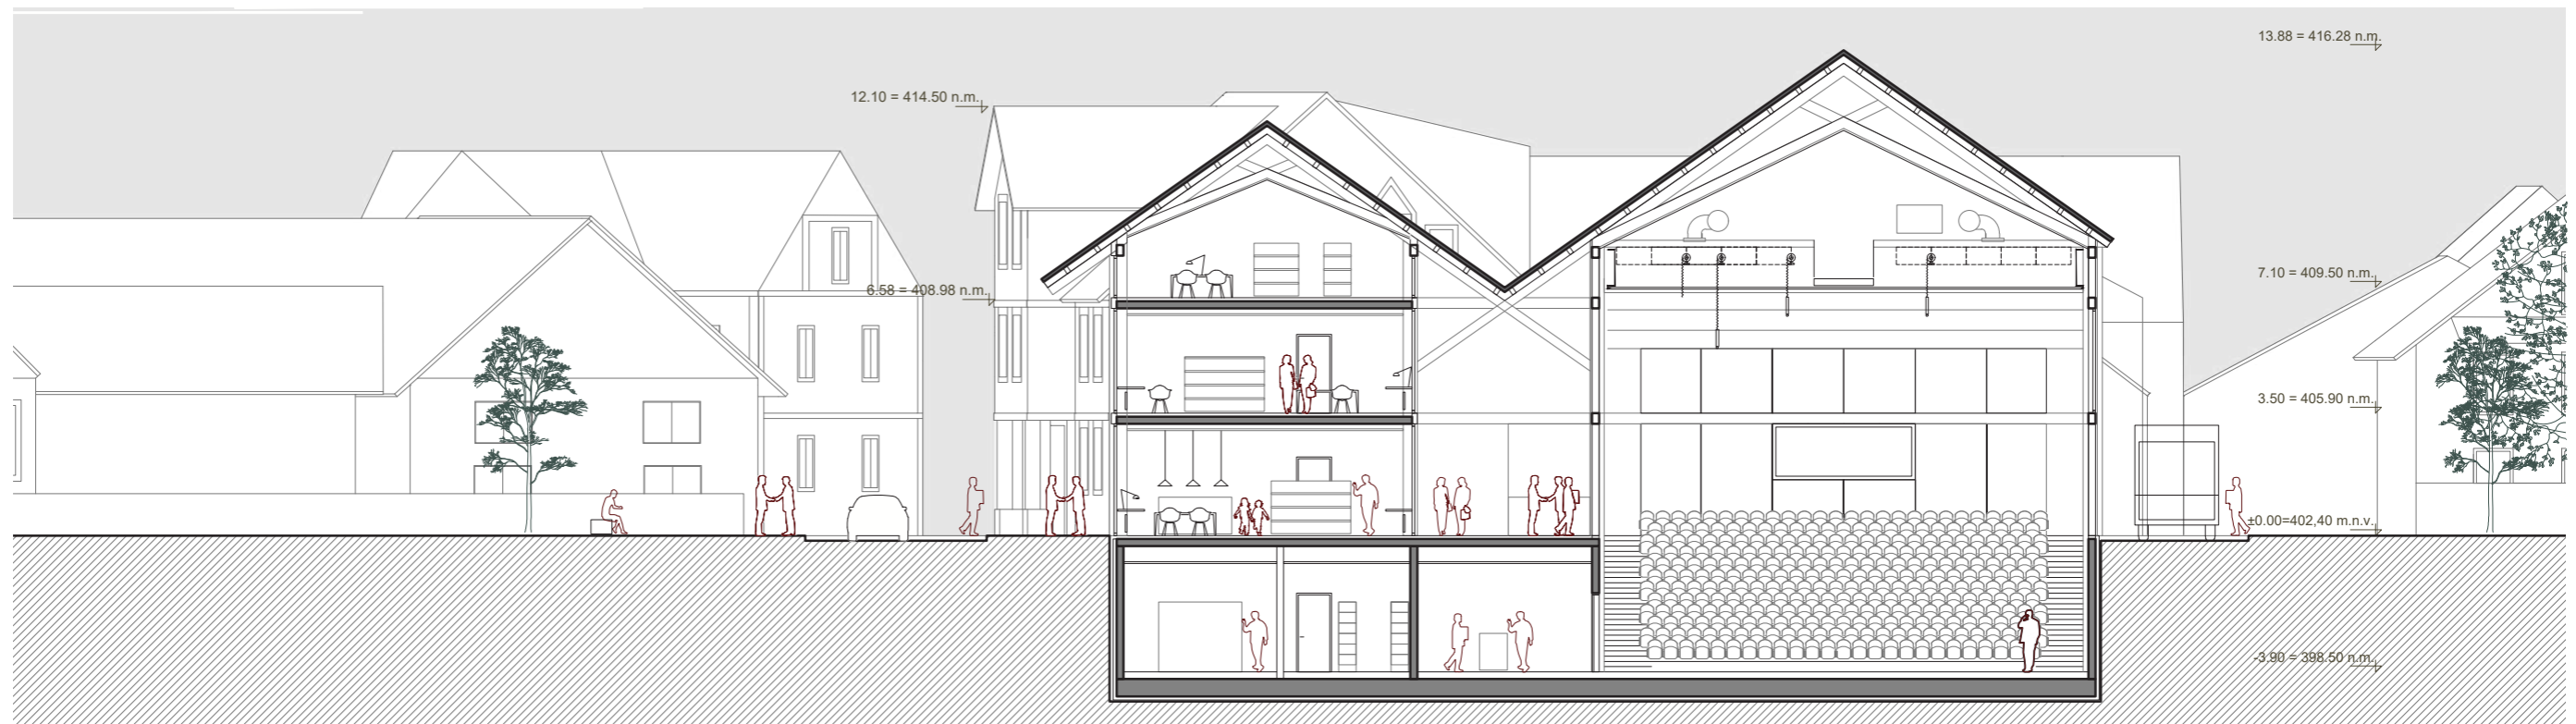 13.88 = 416.28 n.m.
12.10 = 414.50 n.m.
7.10 = 409.50 n.m.
6.58 = 408.98 n.m.
3.50 = 405.90 n.m.
±0.00=402,40 m.n.v.
-3.90 = 398.50 n.m.